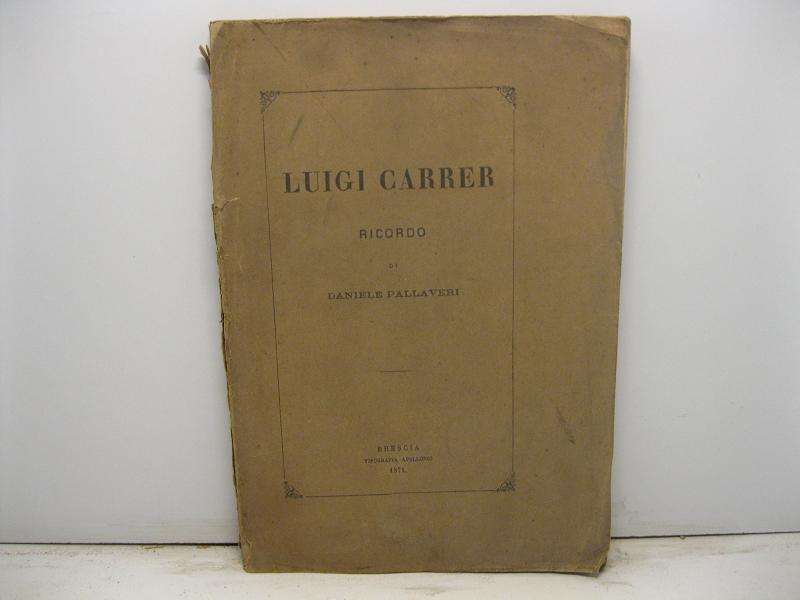 LUIGI CARRER
RICORDO
DI
DANIELE PALLAVERI
BRESCIA
TIPOGRAFIA APOLLONIO
1871.